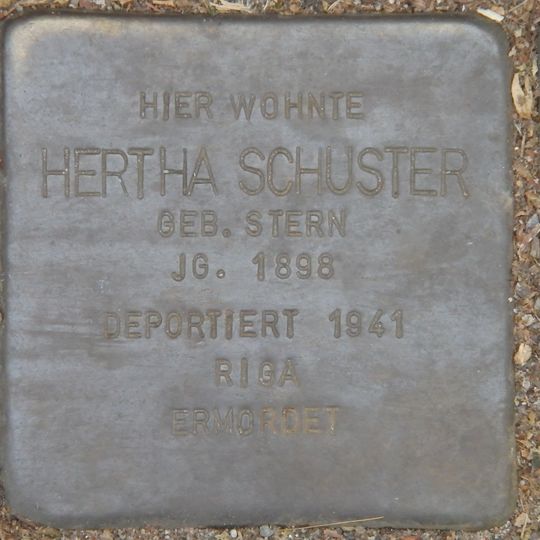 HIER WOHNTE
HERTHA SCHUSTER
GEB. STERN
JG. 1898
DEPORTIERT 1941
RIGA
ERMORDET